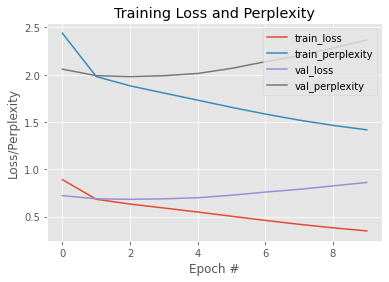 Training Loss and Perplexity
2.5
2.0
1.5
1.0
0.5
Loss/Perplexity
train_loss
train_perplexity
val_loss
val_perplexity
0 2 4 6 8
Epoch #